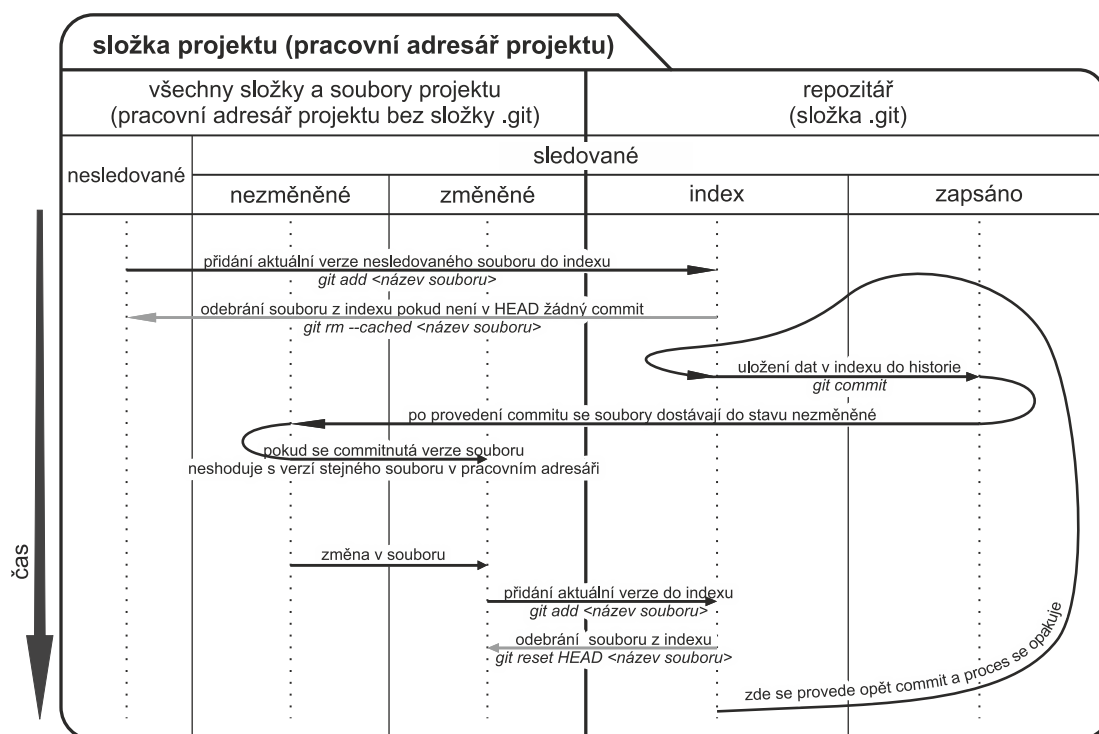 složka projektu (pracovní adresář projektu)
všechny složky a soubory projektu
(pracovní adresář projektu bez složky .git)
repozitář
(složka .git)
nesledované
sledované
nezměněné
změněné
index
zapsáno
přidání aktuální verze nesledovaného souboru do indexu
git add <název souboru>
odebrání souboru z indexu pokud není v HEAD žádný commit
git rm --cached <název souboru>
uložení dat v indexu do historie
git commit
po provedení commitu se soubory dostávají do stavu nezměněné
pokud se commitnutá verze souboru
neshoduje s verzí stejného souboru v pracovním adresáři
změna v souboru
přidání aktuální verze do indexu
git add <název souboru>
odebrání souboru z indexu
git reset HEAD <název souboru>
zde se provede opět commit a proces se opakuje
čas